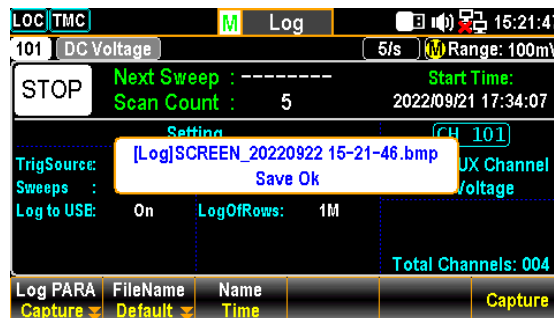 LOC TMC M Log 15:21:4
101 DC Voltage 5/s M Range: 100mV
STOP
Next Sweep : --------
Scan Count : 5
Start Time:
2022/09/21 17:34:07
Setting
CH 101
[Log]SCREEN_20220922 15-21-46.bmp
Save Ok
TrigSource:
UX Channel
Sweeps :
Voltage
Log to USB: On LogOfRows: 1M
Total Channels: 004
Log PARA FileName Name
Capture Default Time Capture